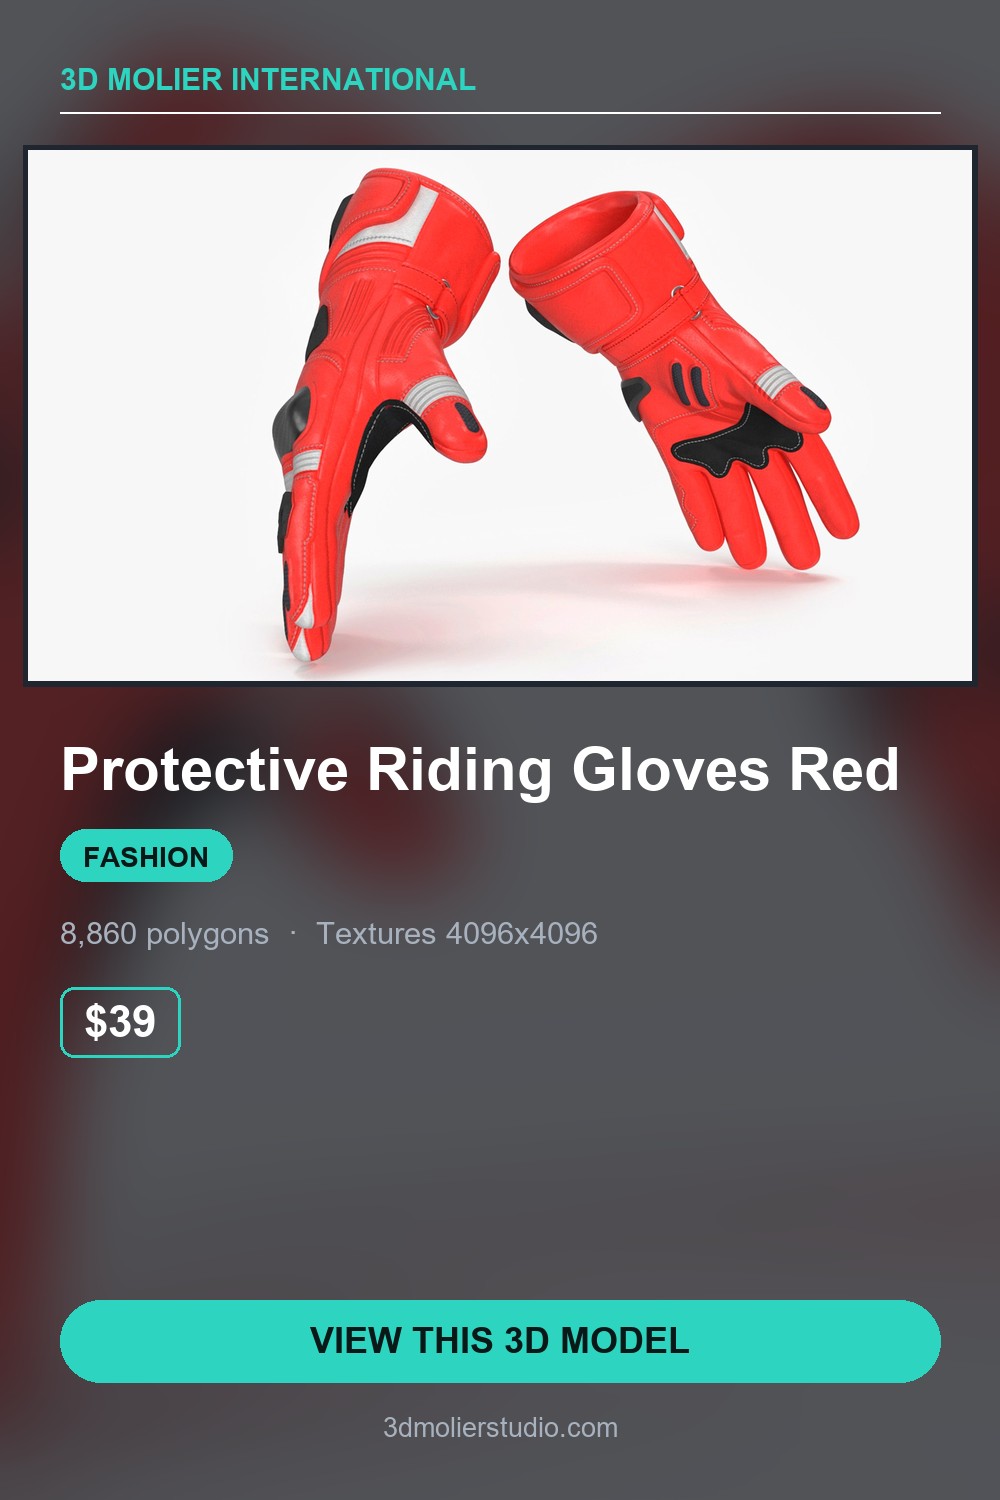 3D MOLIER INTERNATIONAL
Protective Riding Gloves Red
FASHION
8,860 polygons · Textures 4096x4096
$39
VIEW THIS 3D MODEL
3dmolierstudio.com